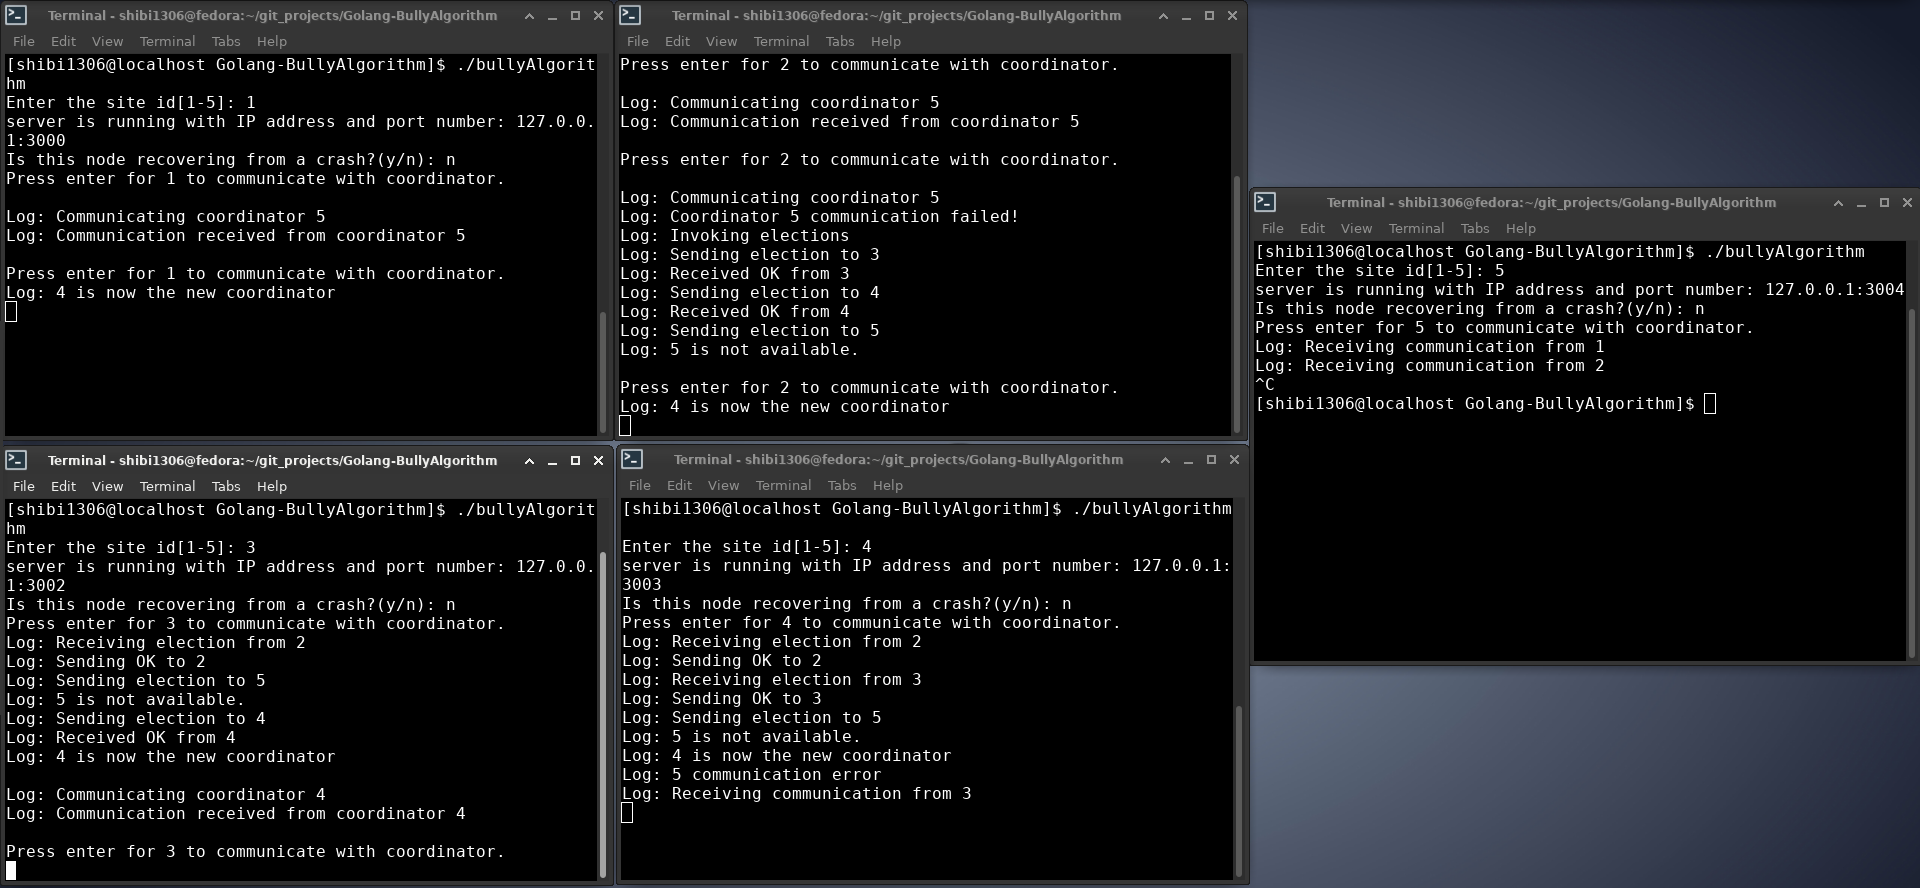 Terminal - shibi1306@fedora:~/git_projects/Golang-BullyAlgorithm
File Edit View Terminal Tabs Help
[shibi1306@localhost Golang-BullyAlgorithm]$ ./bullyAlgorit
hm
Enter the site id[1-5]: 1
server is running with IP address and port number: 127.0.0.
1:3000
Is this node recovering from a crash?(y/n): n
Press enter for 1 to communicate with coordinator.
Log: Communicating coordinator 5
Log: Communication received from coordinator 5
Press enter for 1 to communicate with coordinator.
Log: 4 is now the new coordinator
Terminal - shibi1306@fedora:~/git_projects/Golang-BullyAlgorithm
File Edit View Terminal Tabs Help
Press enter for 2 to communicate with coordinator.
Log: Communicating coordinator 5
Log: Communication received from coordinator 5
Press enter for 2 to communicate with coordinator.
Log: Communicating coordinator 5
Log: Coordinator 5 communication failed!
Log: Invoking elections
Log: Sending election to 3
Log: Received OK from 3
Log: Sending election to 4
Log: Received OK from 4
Log: Sending election to 5
Log: 5 is not available.
Press enter for 2 to communicate with coordinator.
Log: 4 is now the new coordinator
Terminal - shibi1306@fedora:~/git_projects/Golang-BullyAlgorithm
File Edit View Terminal Tabs Help
[shibi1306@localhost Golang-BullyAlgorithm]$ ./bullyAlgorithm
Enter the site id[1-5]: 5
server is running with IP address and port number: 127.0.0.1:3004
Is this node recovering from a crash?(y/n): n
Press enter for 5 to communicate with coordinator.
Log: Receiving communication from 1
Log: Receiving communication from 2
^C
[shibi1306@localhost Golang-BullyAlgorithm]$
Terminal - shibi1306@fedora:~/git_projects/Golang-BullyAlgorithm
File Edit View Terminal Tabs Help
[shibi1306@localhost Golang-BullyAlgorithm]$ ./bullyAlgorit
hm
Enter the site id[1-5]: 3
server is running with IP address and port number: 127.0.0.
1:3002
Is this node recovering from a crash?(y/n): n
Press enter for 3 to communicate with coordinator.
Log: Receiving election from 2
Log: Sending OK to 2
Log: Sending election to 5
Log: 5 is not available.
Log: Sending election to 4
Log: Received OK from 4
Log: 4 is now the new coordinator
Log: Communicating coordinator 4
Log: Communication received from coordinator 4
Press enter for 3 to communicate with coordinator.
Terminal - shibi1306@fedora:~/git_projects/Golang-BullyAlgorithm
File Edit View Terminal Tabs Help
[shibi1306@localhost Golang-BullyAlgorithm]$ ./bullyAlgorithm
Enter the site id[1-5]: 4
server is running with IP address and port number: 127.0.0.1:
3003
Is this node recovering from a crash?(y/n): n
Press enter for 4 to communicate with coordinator.
Log: Receiving election from 2
Log: Sending OK to 2
Log: Receiving election from 3
Log: Sending OK to 3
Log: Sending election to 5
Log: 5 is not available.
Log: 4 is now the new coordinator
Log: 5 communication error
Log: Receiving communication from 3